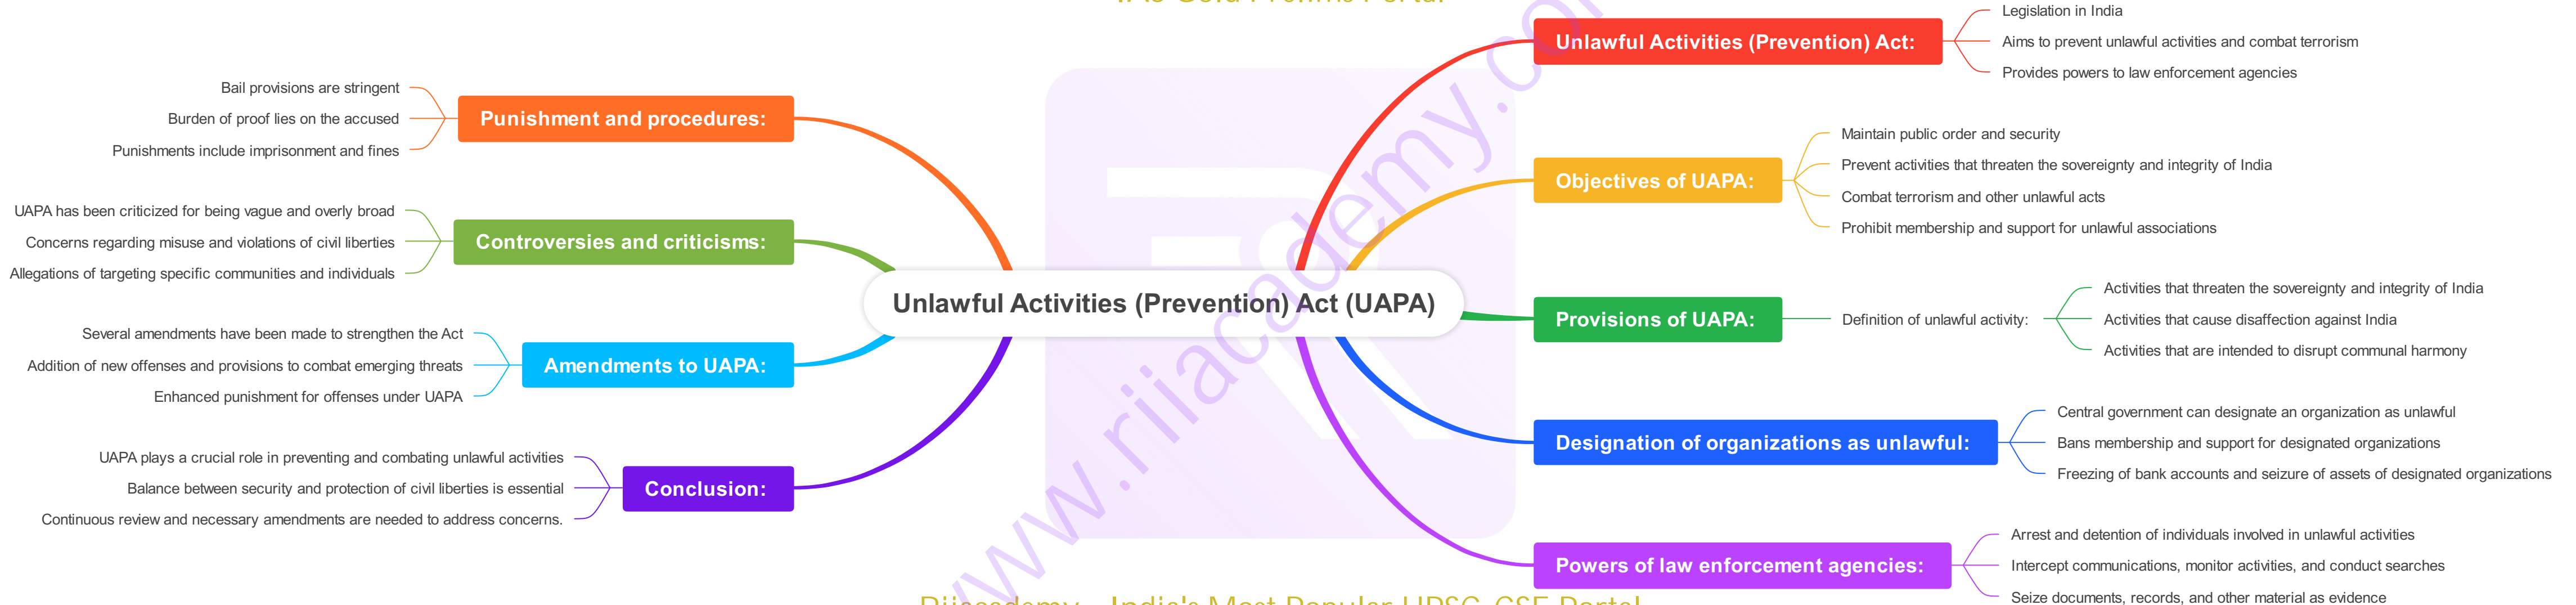 Unlawful Activities (Prevention) Act (UAPA)
Unlawful Activities (Prevention) Act:
Legislation in India
Aims to prevent unlawful activities and combat terrorism
Provides powers to law enforcement agencies
Objectives of UAPA:
Maintain public order and security
Prevent activities that threaten the sovereignty and integrity of India
Combat terrorism and other unlawful acts
Prohibit membership and support for unlawful associations
Provisions of UAPA:
Definition of unlawful activity:
Activities that threaten the sovereignty and integrity of India
Activities that cause disaffection against India
Activities that are intended to disrupt communal harmony
Designation of organizations as unlawful:
Central government can designate an organization as unlawful
Bans membership and support for designated organizations
Freezing of bank accounts and seizure of assets of designated organizations
Powers of law enforcement agencies:
Arrest and detention of individuals involved in unlawful activities
Intercept communications, monitor activities, and conduct searches
Seize documents, records, and other material as evidence
Punishment and procedures:
Bail provisions are stringent
Burden of proof lies on the accused
Punishments include imprisonment and fines
Controversies and criticisms:
UAPA has been criticized for being vague and overly broad
Concerns regarding misuse and violations of civil liberties
Allegations of targeting specific communities and individuals
Amendments to UAPA:
Several amendments have been made to strengthen the Act
Addition of new offenses and provisions to combat emerging threats
Enhanced punishment for offenses under UAPA
Conclusion:
UAPA plays a crucial role in preventing and combating unlawful activities
Balance between security and protection of civil liberties is essential
Continuous review and necessary amendments are needed to address concerns.
www.rijiacademy.co
India's Most Popular UPSC CSE Portal